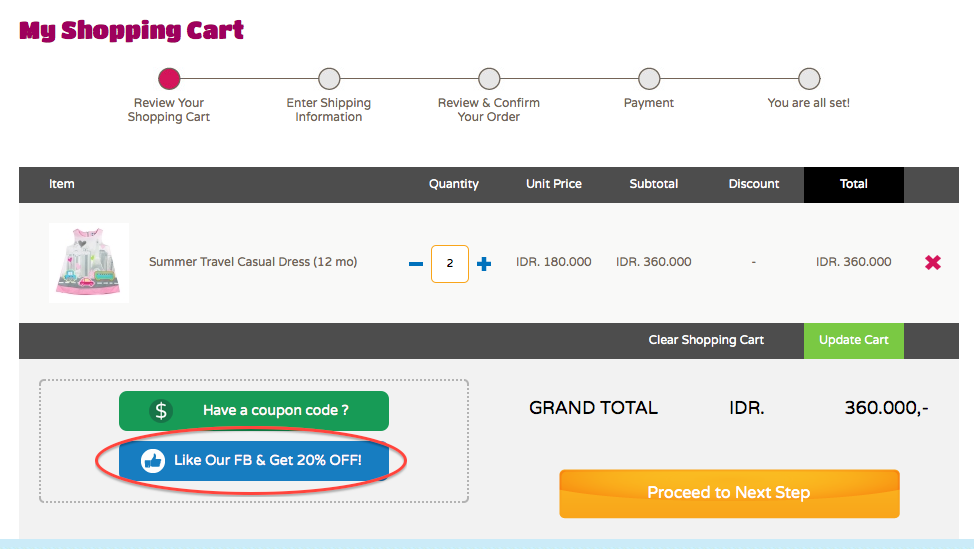 My Shopping Cart
Review Your
Shopping Cart
Enter Shipping
Information
Review & Confirm
Your Order
Payment
You are all set!
Item Quantity Unit Price Subtotal Discount Total
Summer Travel Casual Dress (12 mo) 2 IDR. 180.000 IDR. 360.000 - IDR. 360.000
Clear Shopping Cart Update Cart
$ Have a coupon code ?
Like Our FB & Get 20% OFF!
GRAND TOTAL IDR. 360.000,-
Proceed to Next Step